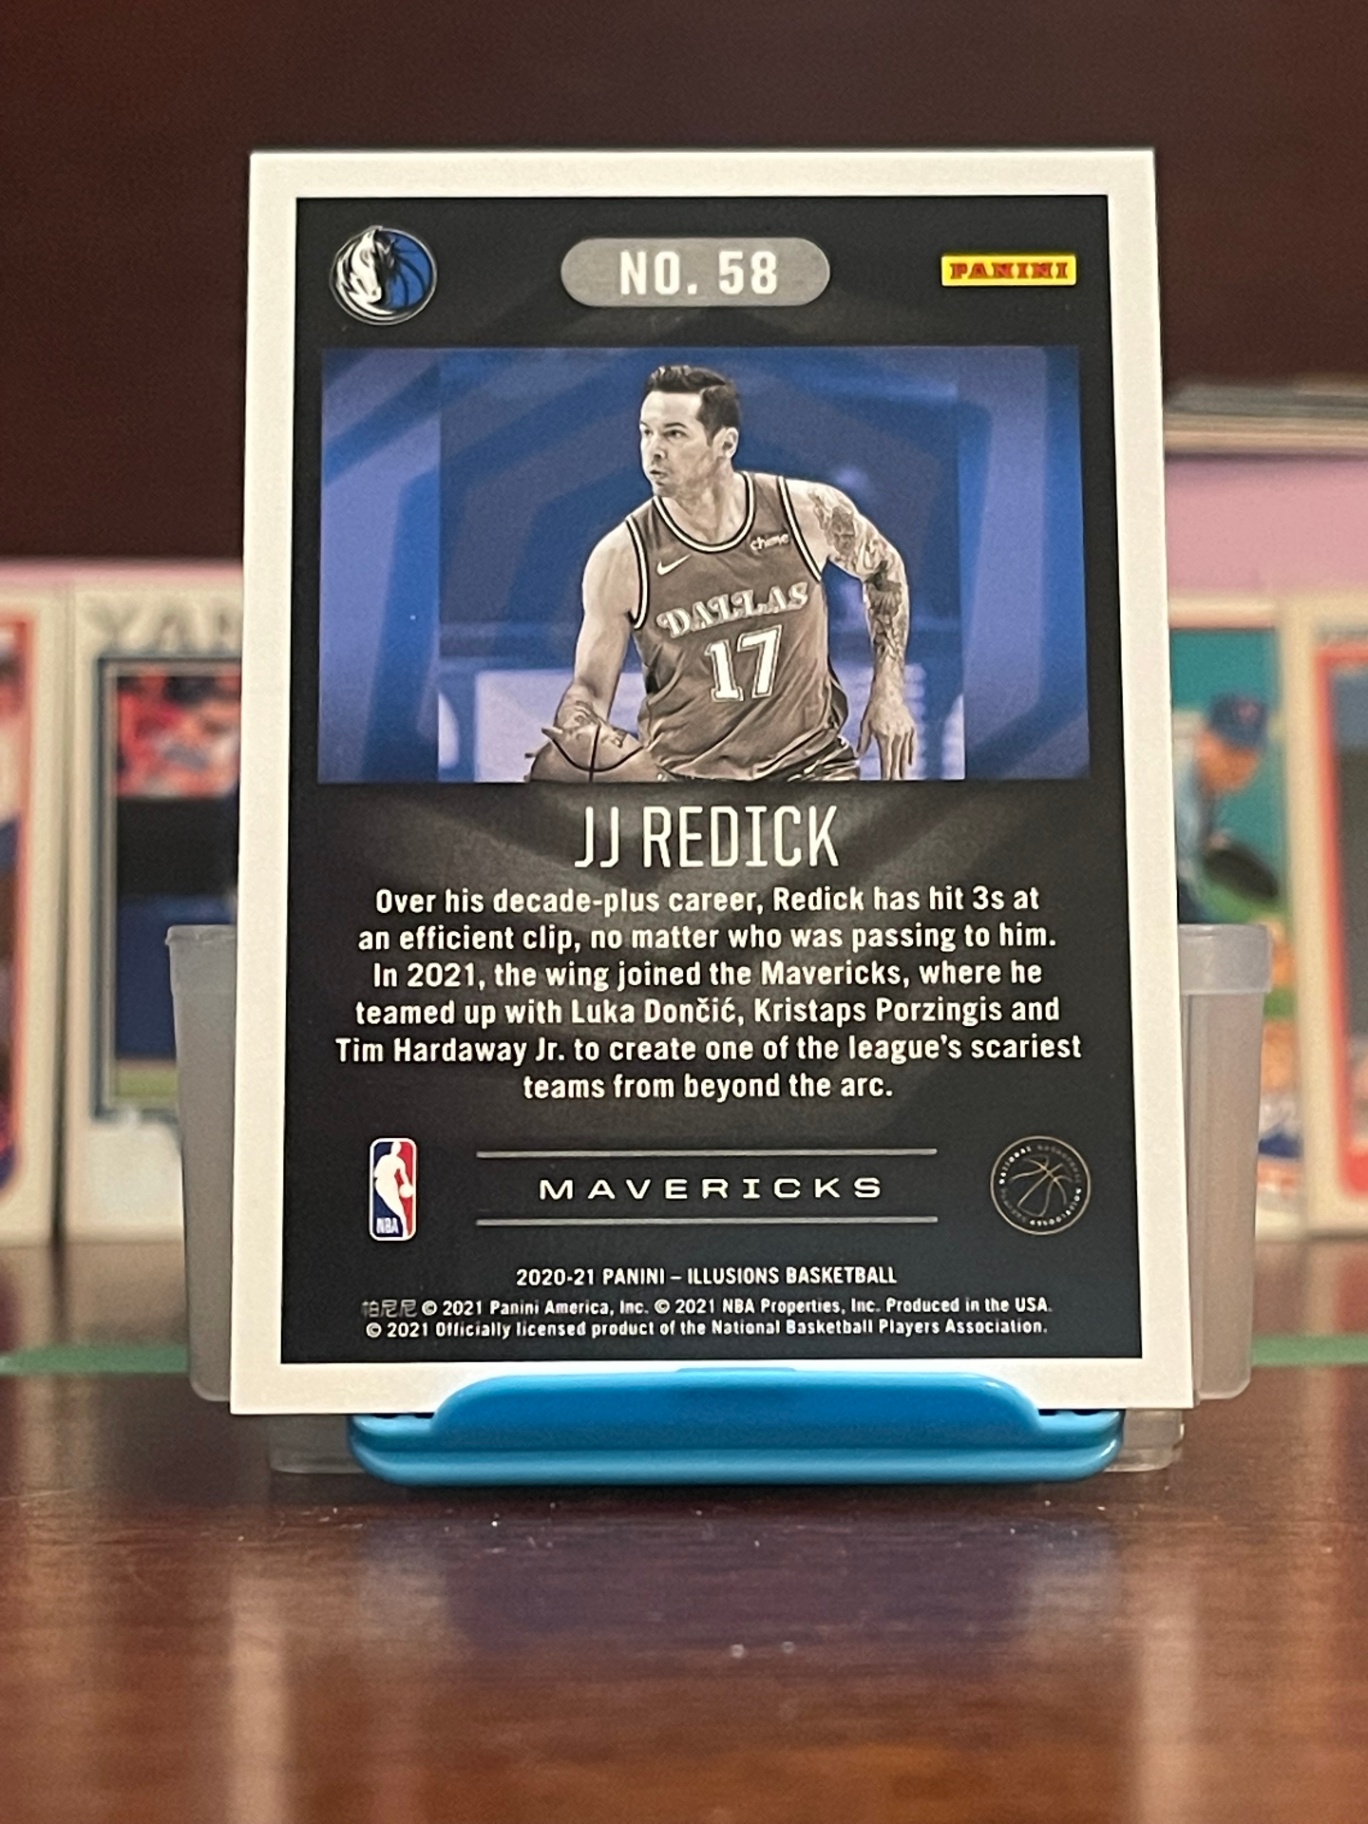 NO. 58
PANINI
chime
DALLAS
17
JJ REDICK
Over his decade-plus career, Redick has hit 3s at
an efficient clip, no matter who was passing to him.
In 2021, the wing joined the Mavericks, where he
teamed up with Luka Dončić, Kristaps Porzingis and
Tim Hardaway Jr. to create one of the league's scariest
teams from beyond the arc.
NBA
MAVERICKS
2020-21 PANINI – ILLUSIONS BASKETBALL
帕尼尼 © 2021 Panini America, Inc. © 2021 NBA Properties, Inc. Produced in the USA.
© 2021 Officially licensed product of the National Basketball Players Association.